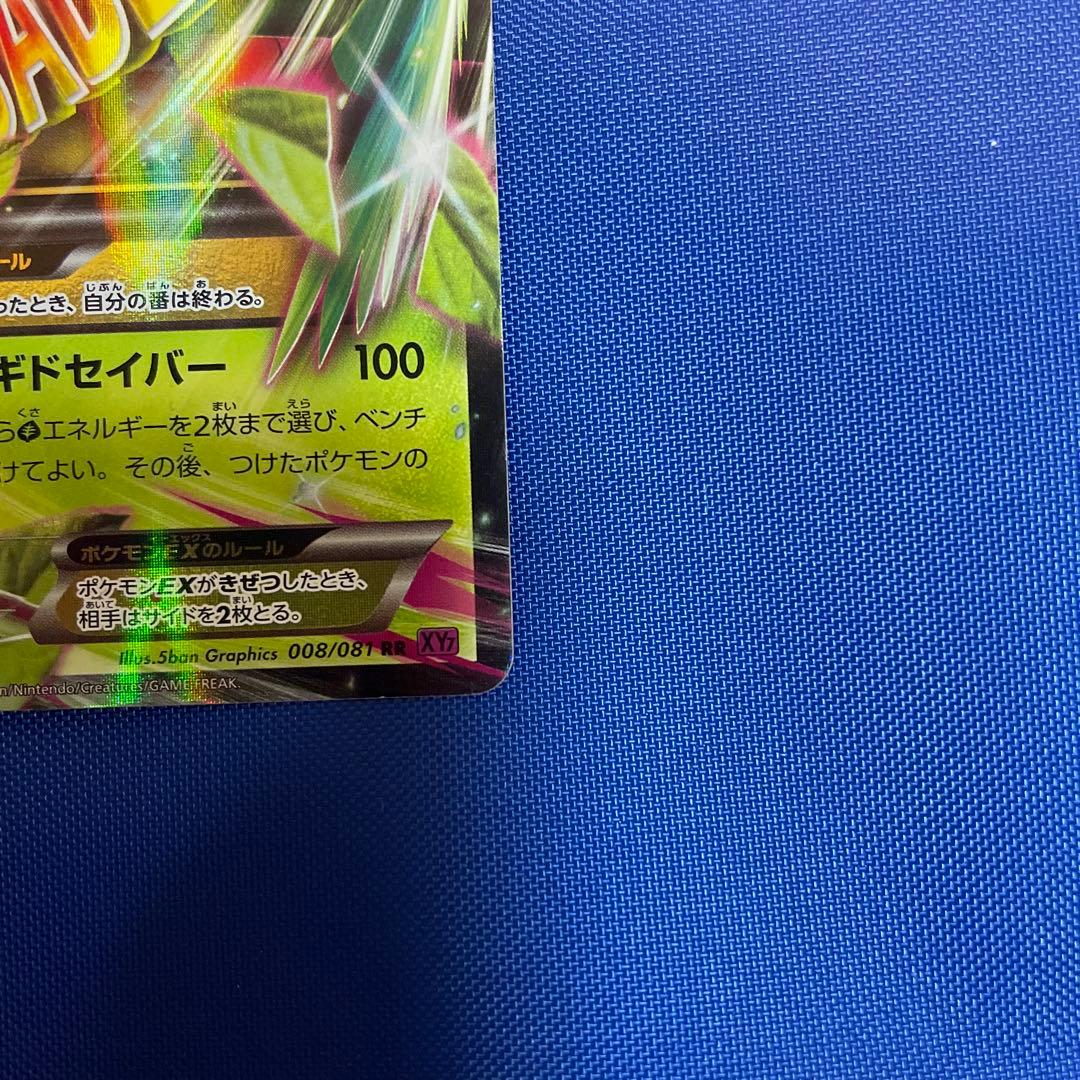 ール
ったとき、自分の番は終わる。
ギドセイバー 100
らエネルギーを2枚まで選び、ベンチ
けてよい。その後、つけたポケモンの
ポケモンEXのルール
ポケモンEXがきぜつしたとき、
相手はサイドを2枚とる。
Illus.5ban Graphics 008/081 RR XY7
n/Nintendo/Creatures/GAME FREAK.